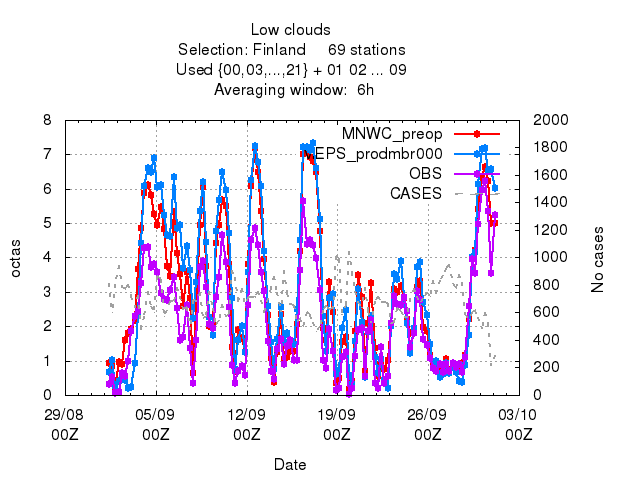 Low clouds
Selection: Finland 69 stations
Used {00,03,...,21} + 01 02 ... 09
Averaging window: 6h
8 2000
MNWC_preop
7 EPS_prodmbr000 1800
OBS 1600
6 CASES 1400
5 1200
4 1000
3 800
600
2 400
1 200
0 0
octas
No cases
29/08 05/09 12/09 19/09 26/09 03/10
00Z 00Z 00Z 00Z 00Z 00Z
Date